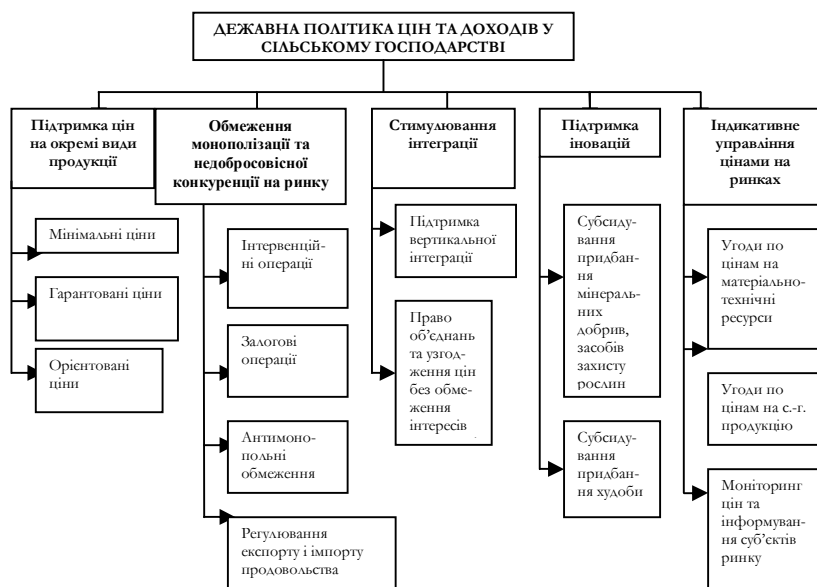 ДЕРЖАВНА ПОЛІТИКА ЦІН ТА ДОХОДІВ У
СІЛЬСЬКОМУ ГОСПОДАРСТВІ
Підтримка цін
на окремі види
продукції
Мінімальні ціни
Гарантовані ціни
Орієнтовані
ціни
Обмеження
монополізації та
недобросовісної
конкуренції на ринку
Інтервенцій-
ні операції
Залогові
операції
Антимоно-
польні
обмеження
Регулювання
експорту і імпорту
продовольства
Стимулювання
інтеграції
Підтримка
вертикальної
інтеграції
Право
об’єднань
та узгод-
ження цін
без обме-
ження
інтересів
Підтримка
іновацій
Субсиду-
вання
придбан-
ня
мінераль-
них
добрив,
засобів
захисту
рослин
Субсиду-
вання
придбан-
ня худоби
Індикативне
управління
цінами на
ринках
Угоди по
цінам на
матеріально-
технічні
ресурси
Угоди по
цінам на с.-г.
продукцію
Моніторинг
цін та
інформуван-
ня суб’єктів
ринку